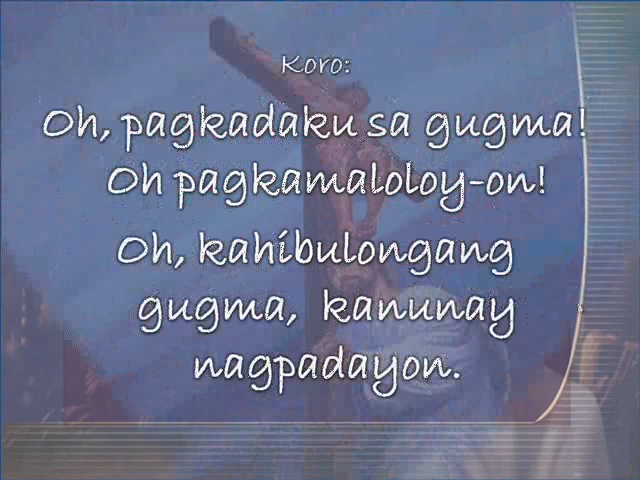 Koro:
Oh, pagkadaku sa gugma!
Oh pagkamaloloy-on!
Oh, kahibulongang
gugma, kanunay
nagpadayon.